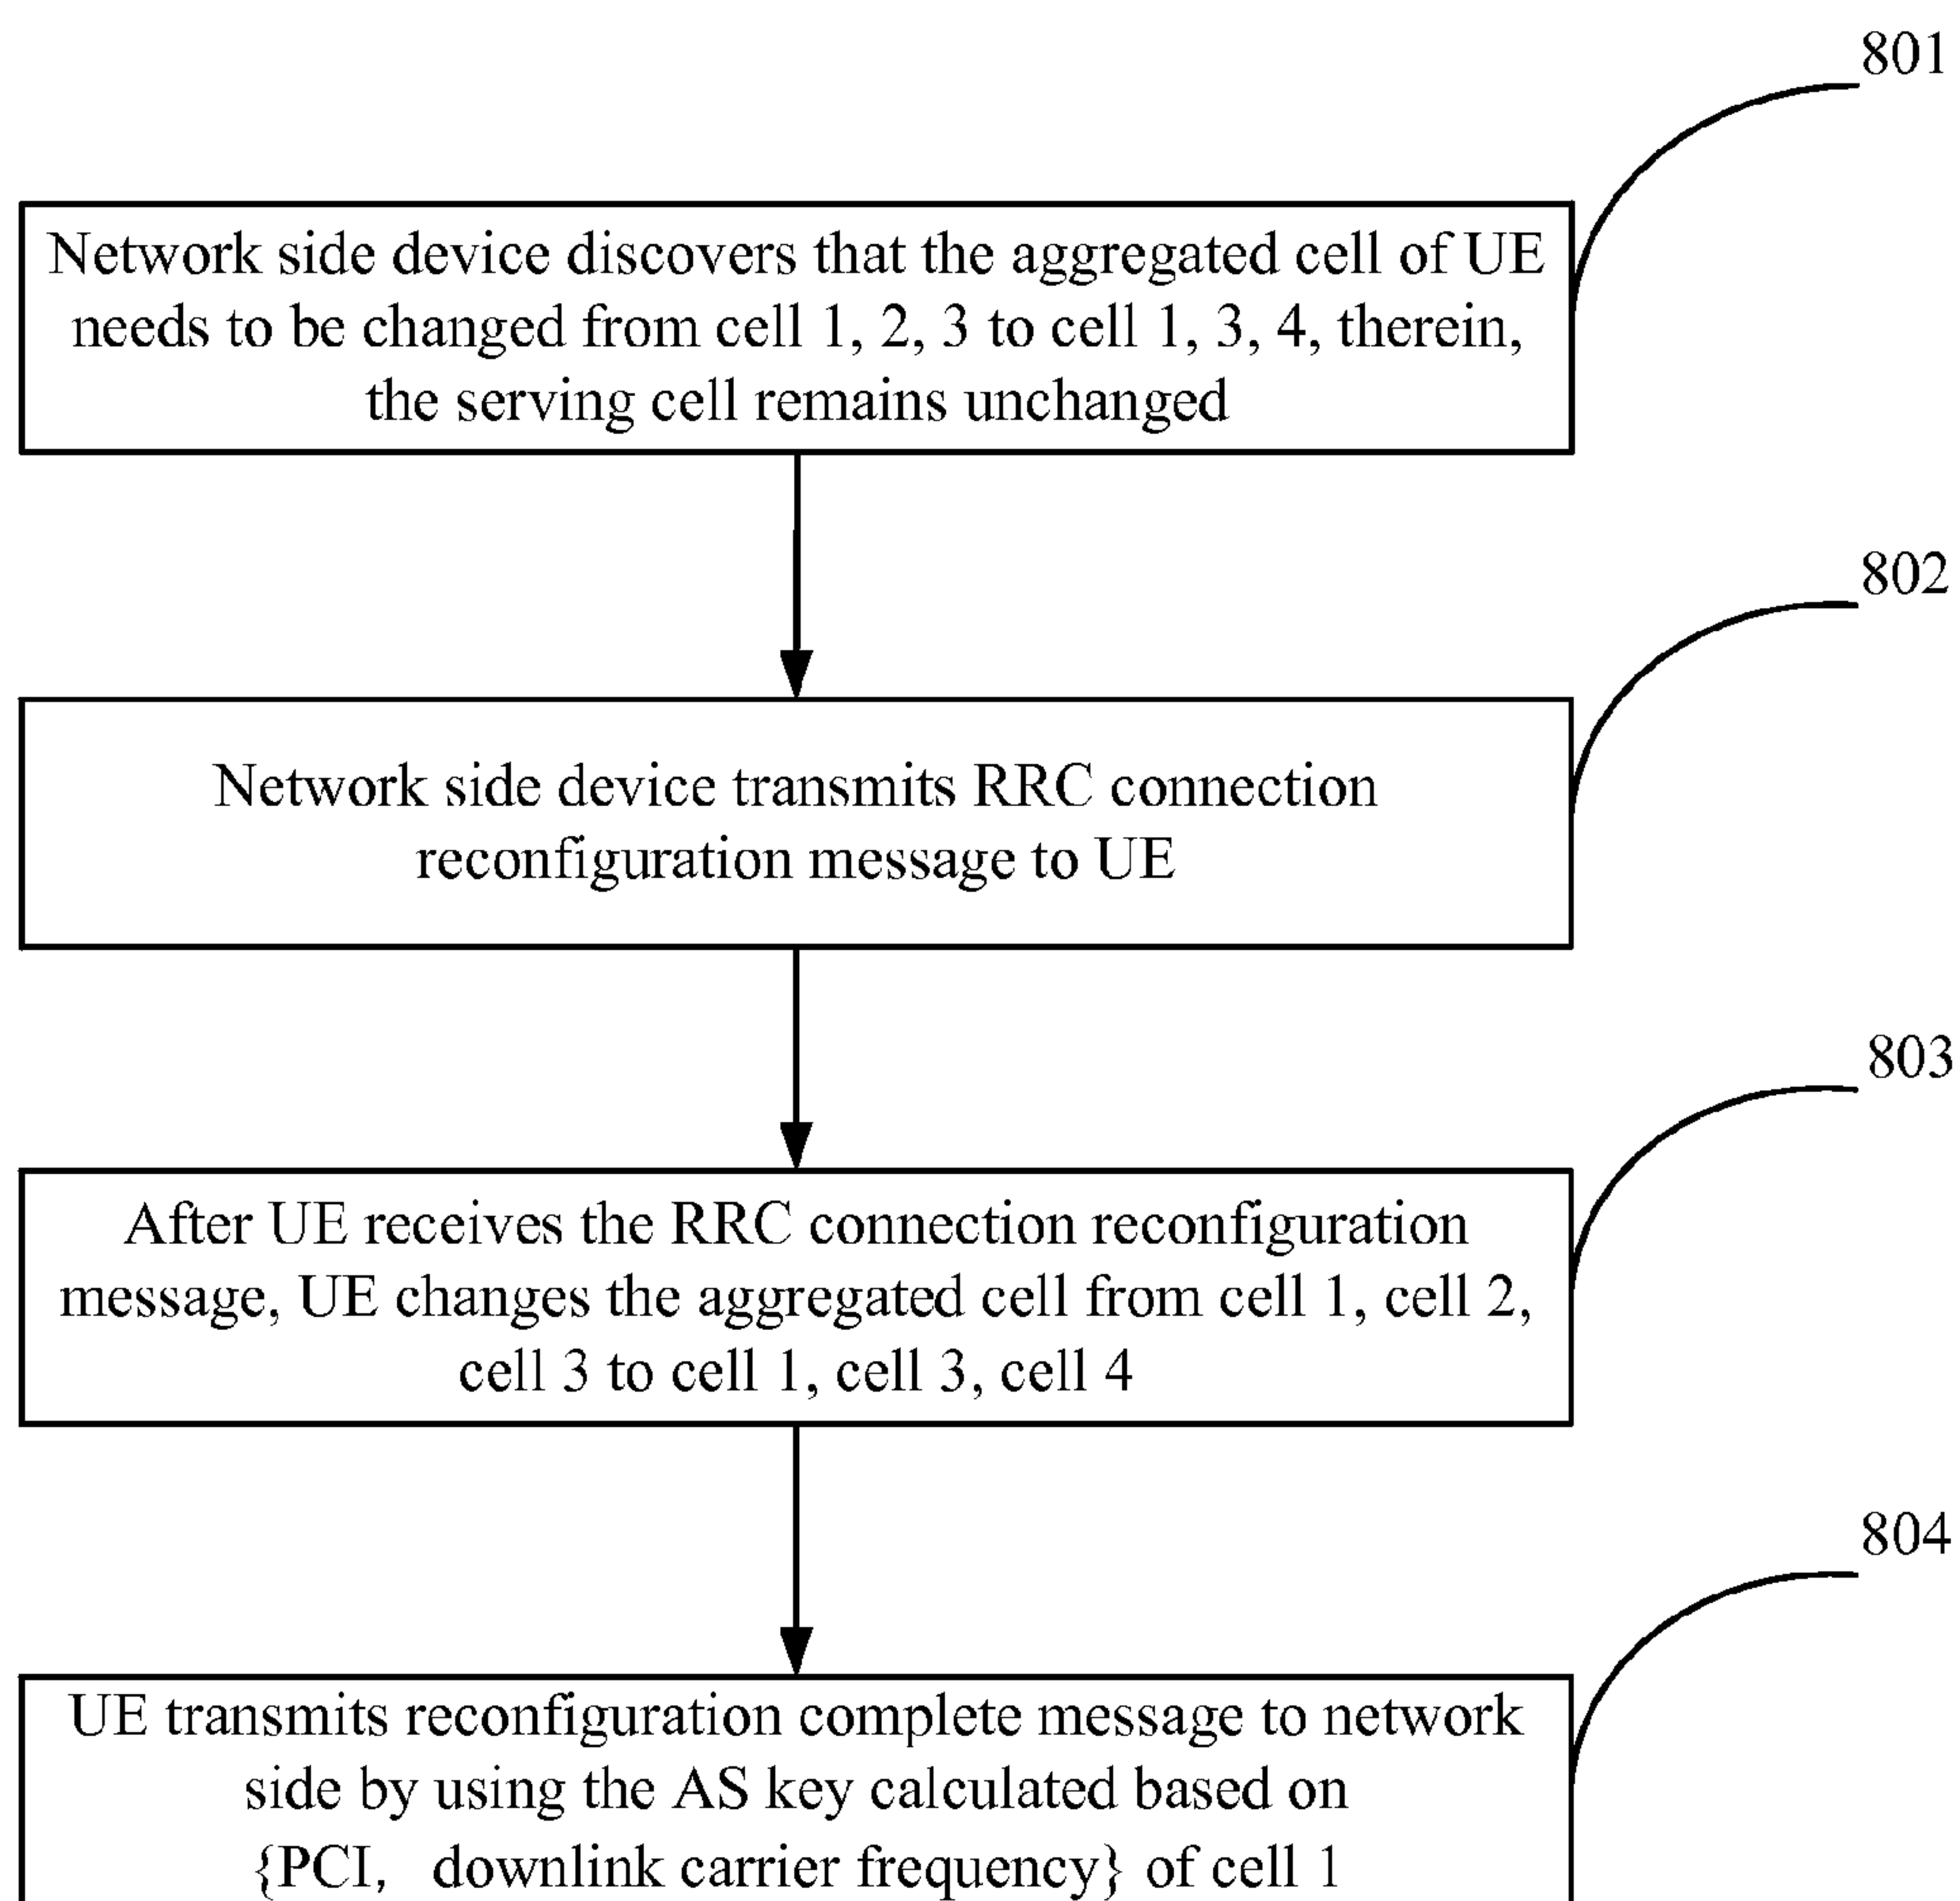 801
Network side device discovers that the aggregated cell of UE
needs to be changed from cell 1, 2, 3 to cell 1, 3, 4, therein,
the serving cell remains unchanged
802
Network side device transmits RRC connection
reconfiguration message to UE
803
After UE receives the RRC connection reconfiguration
message, UE changes the aggregated cell from cell 1, cell 2,
cell 3 to cell 1, cell 3, cell 4
804
UE transmits reconfiguration complete message to network
side by using the AS key calculated based on
{PCI, downlink carrier frequency} of cell 1